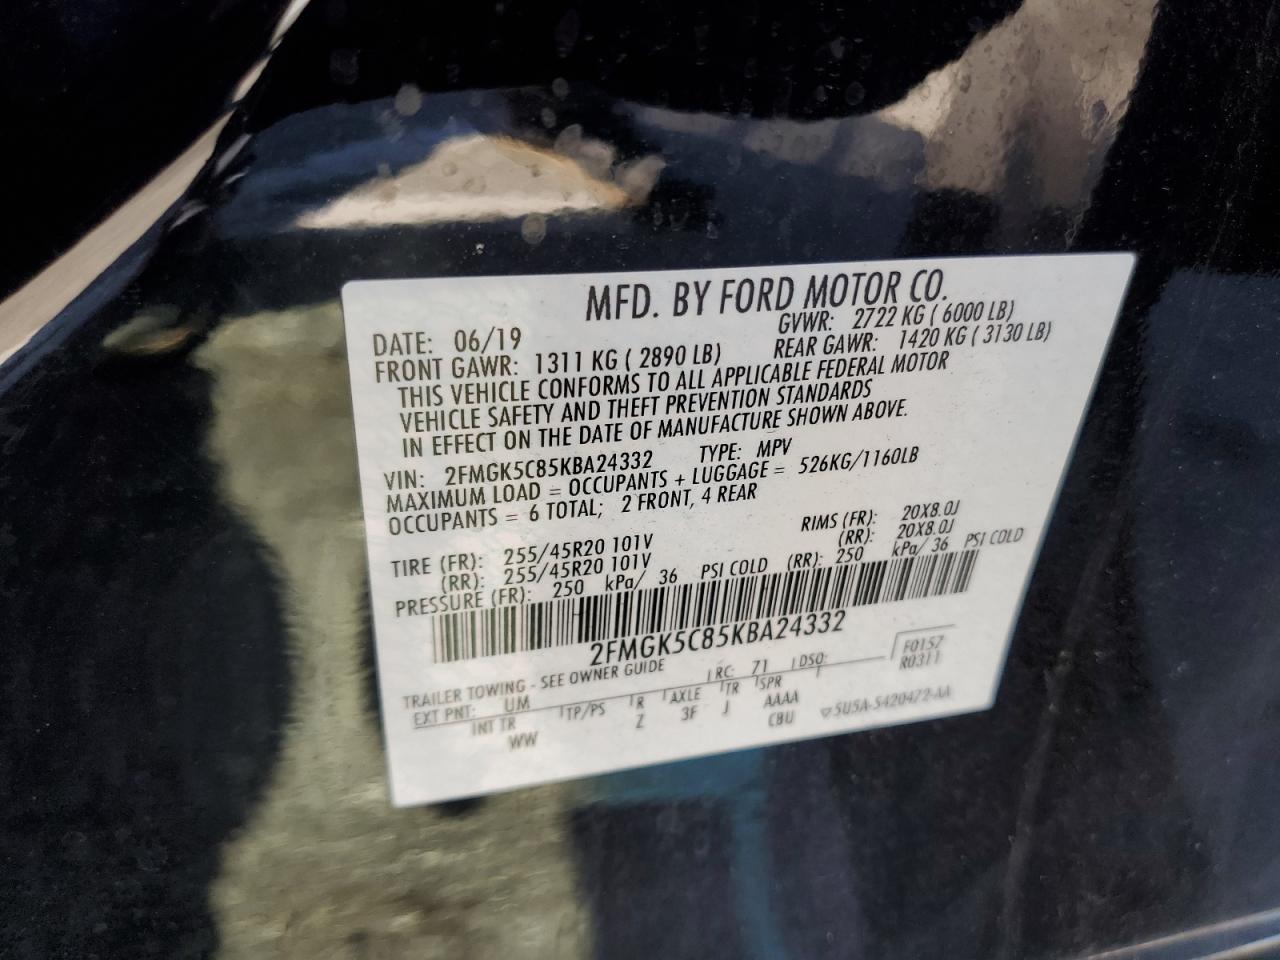 MFD. BY FORD MOTOR CO.
DATE: 06/19 GVWR: 2722 KG ( 6000 LB)
FRONT GAWR: 1311 KG ( 2890 LB) REAR GAWR: 1420 KG ( 3130 LB)
THIS VEHICLE CONFORMS TO ALL APPLICABLE FEDERAL MOTOR
VEHICLE SAFETY AND THEFT PREVENTION STANDARDS
IN EFFECT ON THE DATE OF MANUFACTURE SHOWN ABOVE.
VIN: 2FMGK5C85KBA24332 TYPE: MPV
MAXIMUM LOAD = OCCUPANTS + LUGGAGE = 526KG/1160LB
OCCUPANTS = 6 TOTAL; 2 FRONT, 4 REAR
TIRE (FR): 255/45R20 101V RIMS (FR): 20X8.0J
(RR): 255/45R20 101V (RR): 20X8.0J
PRESSURE (FR): 250 kPa/ 36 PSI COLD (RR): 250 kPa/ 36 PSI COLD
2FMGK5C85KBA24332
F0157
TRAILER TOWING - SEE OWNER GUIDE RC: 71 DSO: R0311
EXT PNT: UM TP/PS R AXLE TR SPR
INT TR Z 3F J AAAA
WW CBU 5U5A-5420472-AA